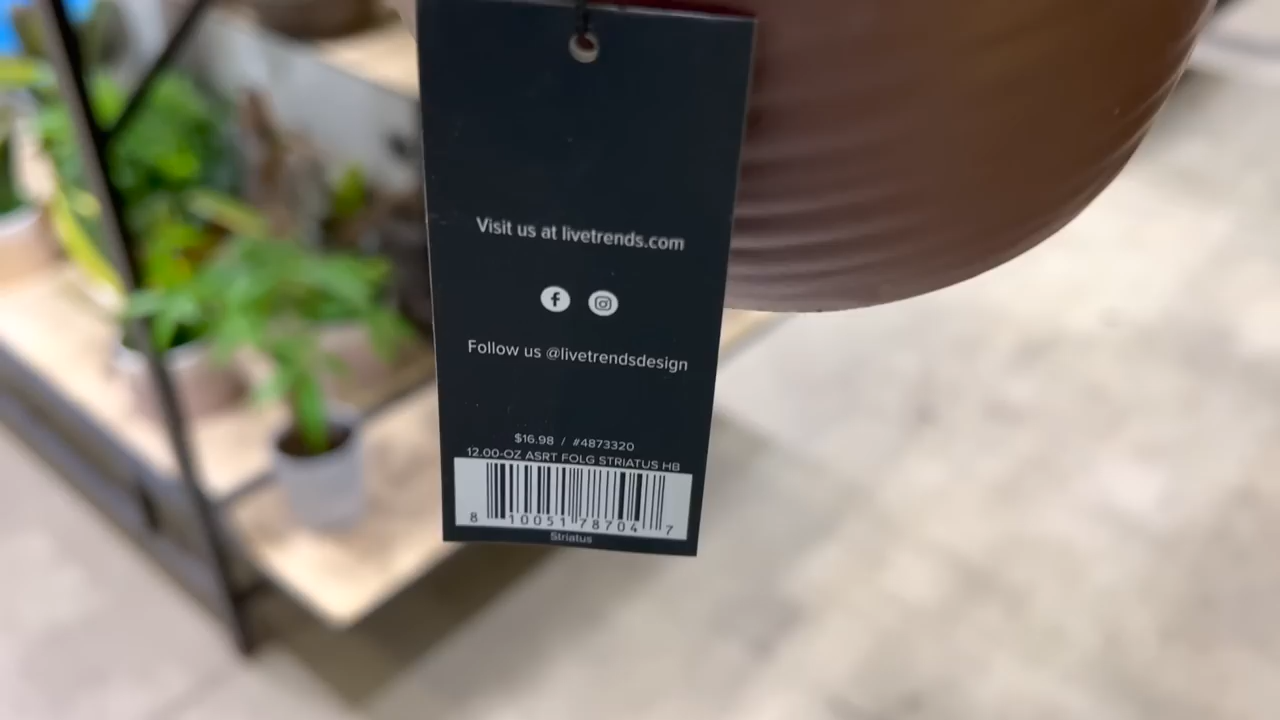 Visit us at livetrends.com
Follow us @livetrendsdesign
$16.98 / #4873320
12.00-OZ ASRT FOLG STRIATUS HB
8 10051 78704 7
Striatus